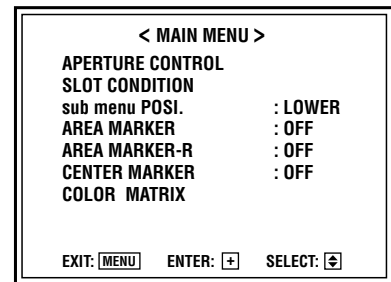 < MAIN MENU >
APERTURE CONTROL
SLOT CONDITION
sub menu POSI. : LOWER
AREA MARKER : OFF
AREA MARKER-R : OFF
CENTER MARKER : OFF
COLOR MATRIX
EXIT: MENU ENTER: + SELECT: